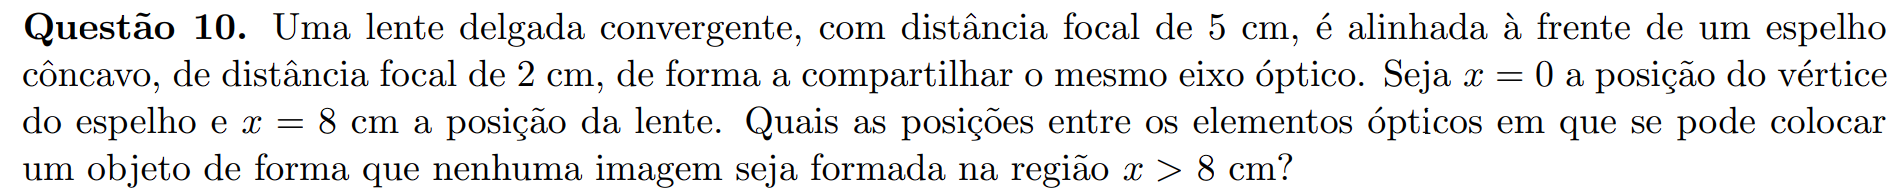 Questão 10. Uma lente delgada convergente, com distância focal de 5 cm, é alinhada à frente de um espelho
côncavo, de distância focal de 2 cm, de forma a compartilhar o mesmo eixo óptico. Seja x = 0 a posição do vértice
do espelho e x = 8 cm a posição da lente. Quais as posições entre os elementos ópticos em que se pode colocar
um objeto de forma que nenhuma imagem seja formada na região x > 8 cm?